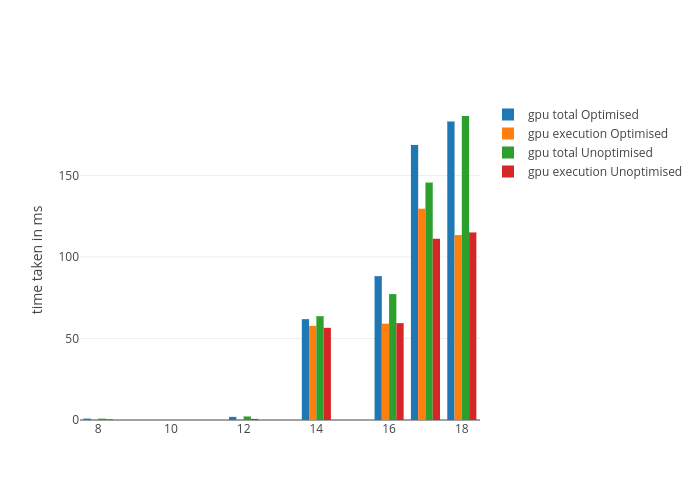 gpu total Optimised
gpu execution Optimised
gpu total Unoptimised
gpu execution Unoptimised
time taken in ms
150
100
50
0
8 10 12 14 16 18